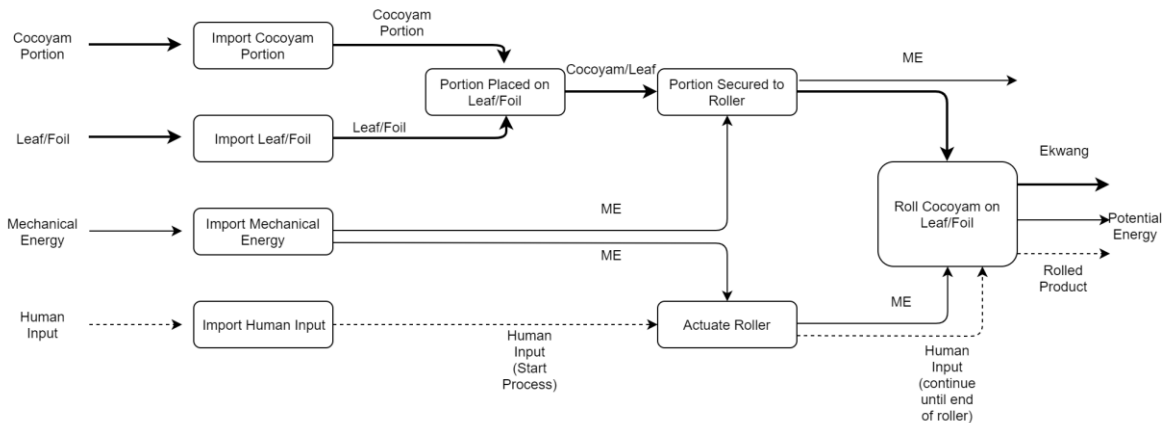 Cocoyam
Portion
Import Cocoyam
Portion
Cocoyam
Portion
Portion Placed on
Leaf/Foil
Cocoyam/Leaf
Portion Secured to
Roller
ME
Leaf/Foil
Import Leaf/Foil
Leaf/Foil
Ekwang
Roll Cocoyam on
Leaf/Foil
Potential
Energy
Rolled
Product
Mechanical
Energy
Import Mechanical
Energy
ME
ME
Human
Input
Import Human Input
Human
Input
(Start
Process)
Actuate Roller
ME
Human
Input
(continue
until end
of roller)